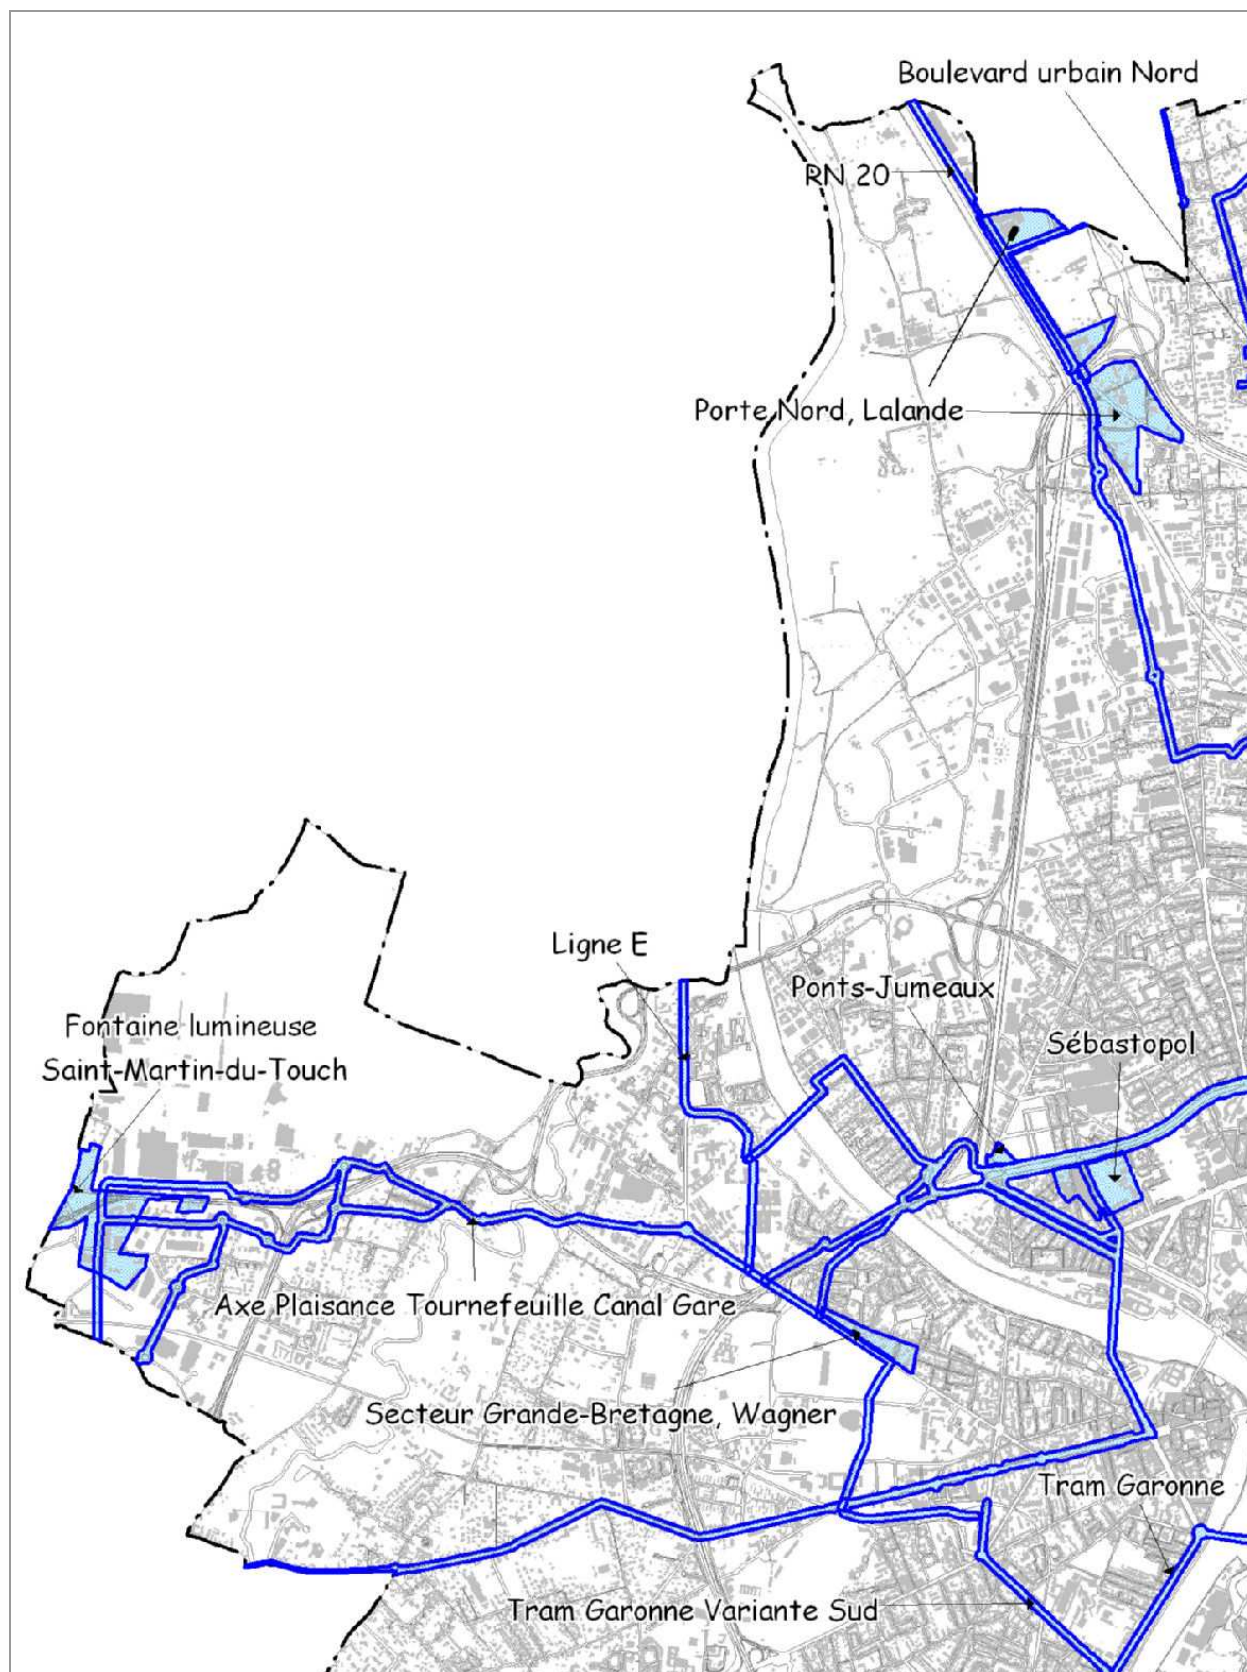 Boulevard urbain Nord
RN 20
Porte Nord, Lalande
Ligne E
Ponts-Jumeaux
Fontaine lumineuse
Saint-Martin-du-Touch
Sébastopol
Axe Plaisance Tournefeuille Canal Gare
Secteur Grande-Bretagne, Wagner
Tram Garonne
Tram Garonne Variante Sud